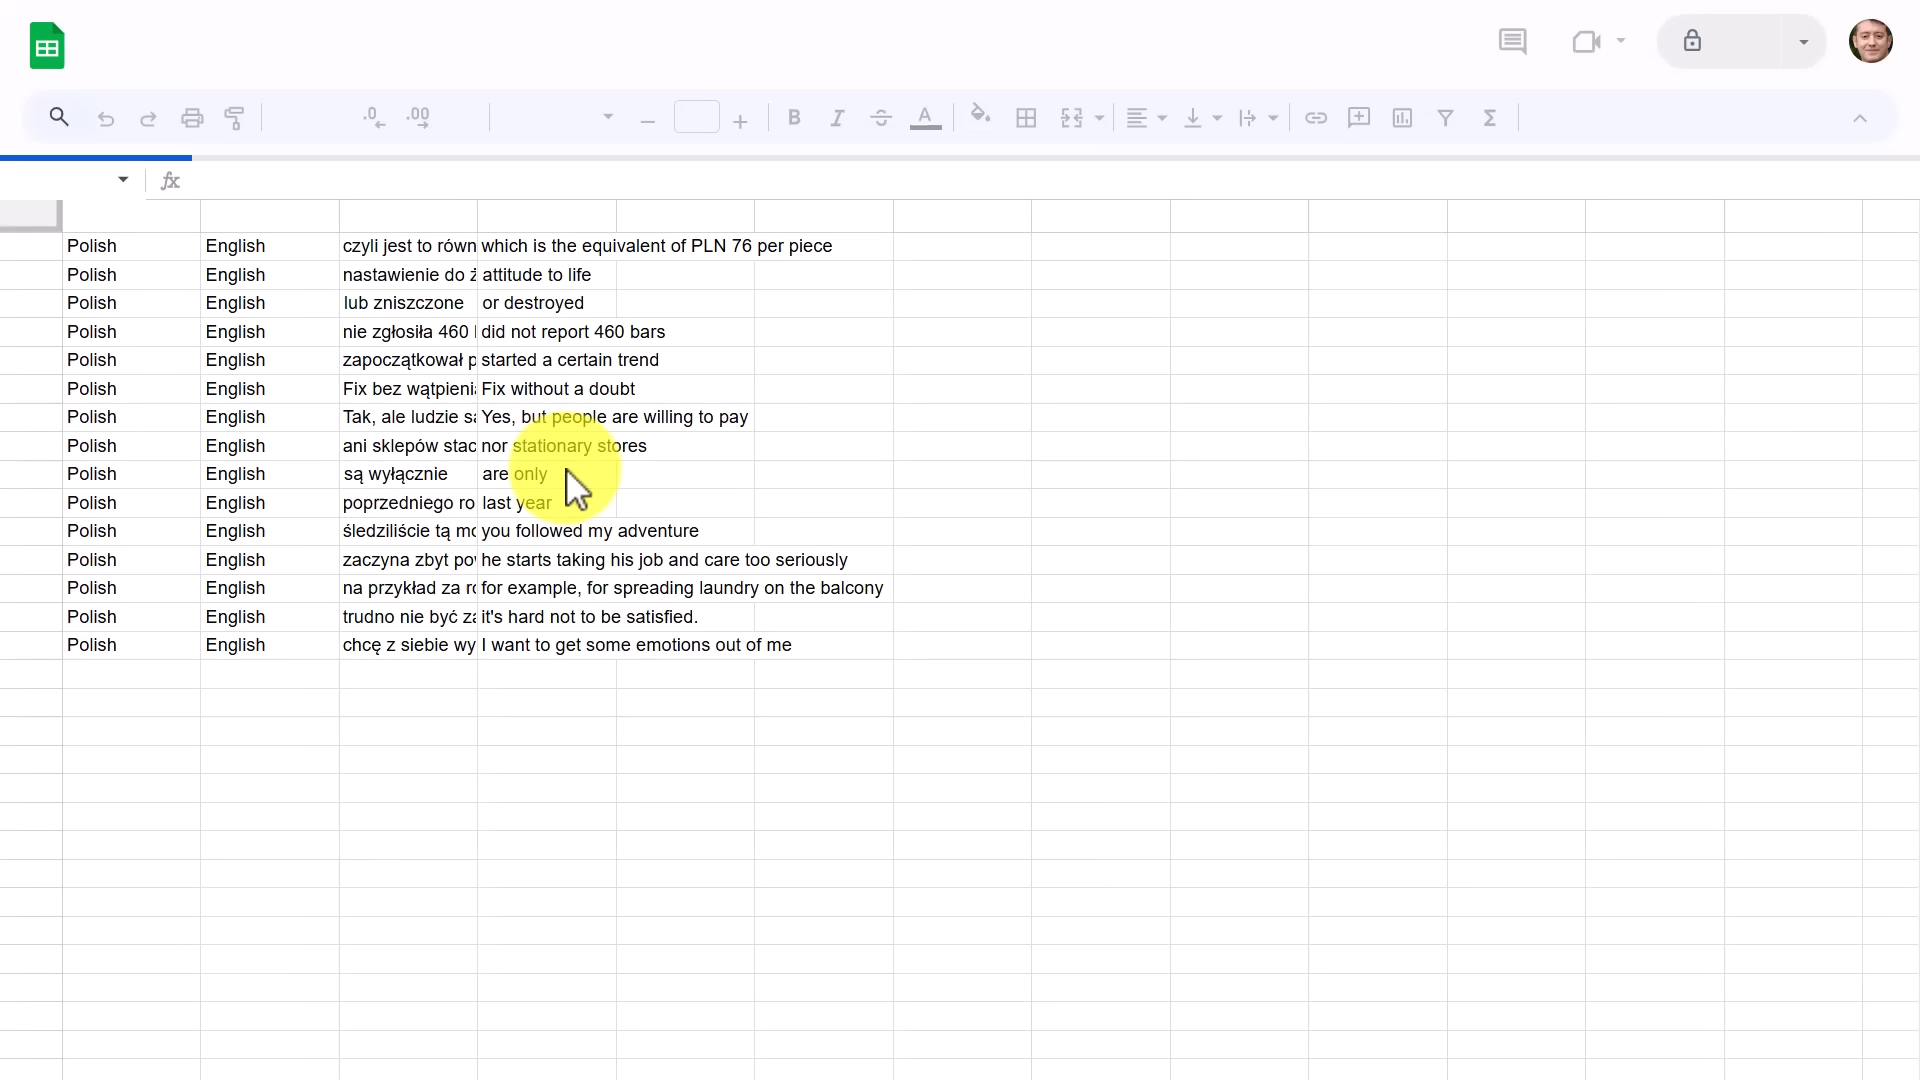 Polish English czyli jest to równ which is the equivalent of PLN 76 per piece
Polish English nastawienie do ż attitude to life
Polish English lub zniszczone or destroyed
Polish English nie zgłosiła 460 did not report 460 bars
Polish English zapoczątkował p started a certain trend
Polish English Fix bez wątpieni Fix without a doubt
Polish English Tak, ale ludzie są Yes, but people are willing to pay
Polish English ani sklepów stac nor stationary stores
Polish English są wyłącznie are only
Polish English poprzedniego ro last year
Polish English śledziliście tą mo you followed my adventure
Polish English zaczyna zbyt po he starts taking his job and care too seriously
Polish English na przykład za ro for example, for spreading laundry on the balcony
Polish English trudno nie być za it's hard not to be satisfied.
Polish English chcę z siebie wy I want to get some emotions out of me